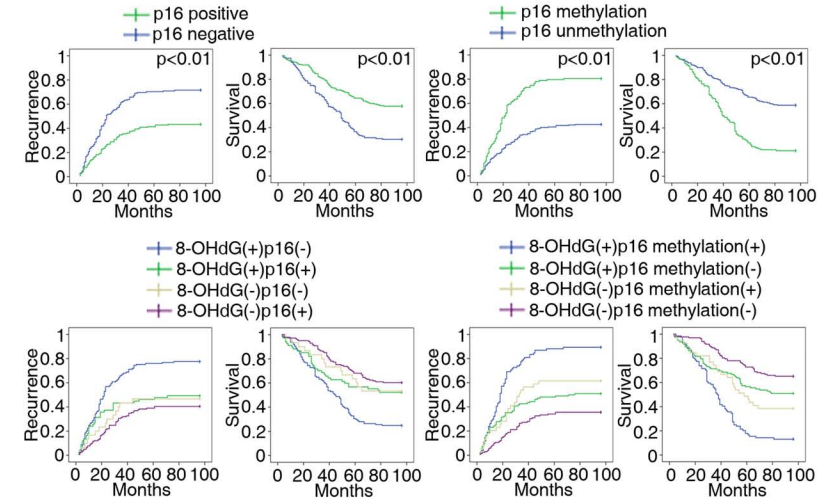 p16 positive
p16 negative
p16 methylation
p16 unmethylation
p<0.01
1
0.8
0.6
0.4
0.2
0
Recurrence
0 20 40 60 80 100
Months
p<0.01
1
0.8
0.6
0.4
0.2
0
Survival
0 20 40 60 80 100
Months
p<0.01
1
0.8
0.6
0.4
0.2
0
Recurrence
0 20 40 60 80 100
Months
p<0.01
1
0.8
0.6
0.4
0.2
0
Survival
0 20 40 60 80 100
Months
8-OHdG(+)p16(-)
8-OHdG(+)p16(+)
8-OHdG(-)p16(-)
8-OHdG(-)p16(+)
8-OHdG(+)p16 methylation(+)
8-OHdG(+)p16 methylation(-)
8-OHdG(-)p16 methylation(+)
8-OHdG(-)p16 methylation(-)
1
0.8
0.6
0.4
0.2
0
Recurrence
0 20 40 60 80 100
Months
1
0.8
0.6
0.4
0.2
0
Survival
0 20 40 60 80 100
Months
1
0.8
0.6
0.4
0.2
0
Recurrence
0 20 40 60 80 100
Months
1
0.8
0.6
0.4
0.2
0
Survival
0 20 40 60 80 100
Months